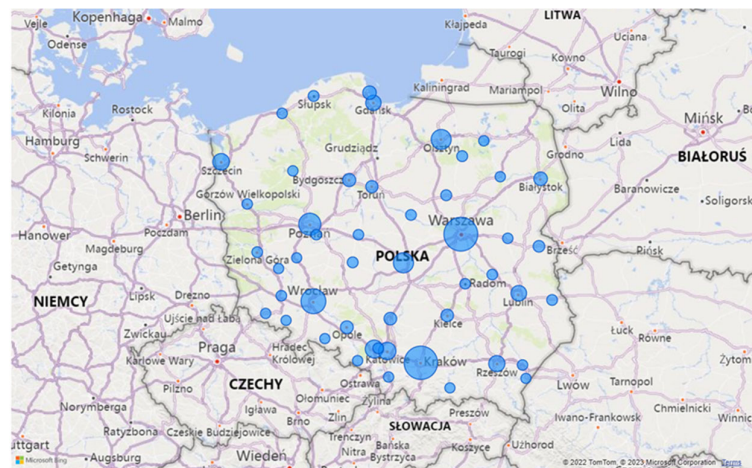 Kopenhaga
Malmo
Vejle
Odense
Kłajpeda
LITWA
Taurogi
Uciana
Kowno
Wilno
Kaliningrad
Mariampol
Olita
Kilonia
Rostock
Hamburg
Schwerin
Słupsk
Gdańsk
Mińsk
Lida
Grodno
BIAŁORUŚ
Baranowicze
Soligorsk
Szczecin
Grudziądz
Olsztyn
Bydgoszcz
Toruń
Białystok
Gorzów Wielkopolski
Berlin
Poczdam
Hanower
Magdeburg
Getynga
Poznań
Warszawa
Brześć
Pińsk
Zielona Góra
POLSKA
NIEMCY
Lipsk
Drezno
Zwickau
Ujście nad Łabą
Wrocław
Radom
Lublin
Kielce
Łuck
Równe
Żytom
Opole
Hradec
Królovej
Praga
Karlowe Wary
Pilzno
Katowice
Kraków
Rzeszów
Lwów
Tarnopol
Chmielnicki
Winnic
CZECHY
Ostrawa
Ołomuniec
Żylina
Zlin
Brno
Igława
Norymberga
Ratyzbona
Czeskie Budziejowice
SŁOWACJA
Preszów
Koszyce
Użhorod
Iwano-Frankowsk
Trenczyn
Nitra
Bańska
Bystrzyca
Wiedeń
Augsburg
uttgart
Microsoft Bing
© 2022 TomTom, © 2023 Microsoft Corporation Terms